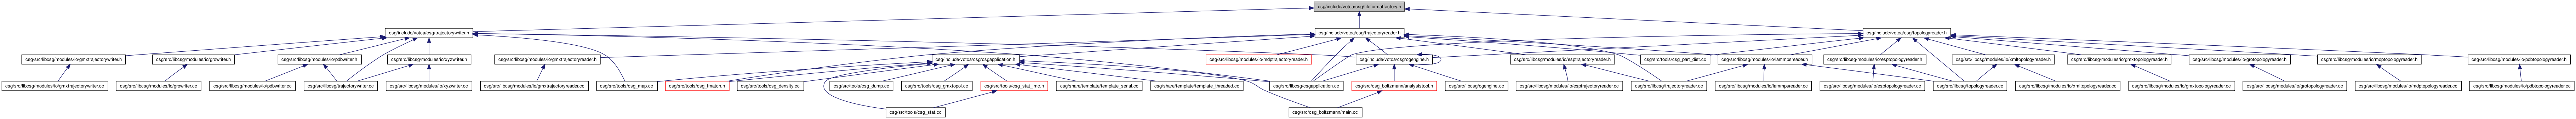 csg/include/votca/csg/fileformatfactory.h
csg/include/votca/csg/trajectorywriter.h
csg/include/votca/csg/trajectoryreader.h
csg/include/votca/csg/topologyreader.h
csg/src/libcsg/modules/io/gmxtrajectorywriter.h
csg/src/libcsg/modules/io/growriter.h
csg/src/libcsg/modules/io/pdbwriter.h
csg/src/libcsg/modules/io/xyzwriter.h
csg/src/libcsg/modules/io/gmxtrajectoryreader.h
csg/include/votca/csg/csgapplication.h
csg/src/libcsg/modules/io/mdptrajectoryreader.h
csg/include/votca/csg/cgengine.h
csg/src/libcsg/modules/io/esptrajectoryreader.h
csg/src/tools/csg_part_dist.cc
csg/src/libcsg/modules/io/lammpsreader.h
csg/src/libcsg/modules/io/esptopologyreader.h
csg/src/libcsg/modules/io/xmltopologyreader.h
csg/src/libcsg/modules/io/gmxtopologyreader.h
csg/src/libcsg/modules/io/grotopologyreader.h
csg/src/libcsg/modules/io/mdptopologyreader.h
csg/src/libcsg/modules/io/pdbtopologyreader.h
csg/src/libcsg/modules/io/gmxtrajectorywriter.cc
csg/src/libcsg/modules/io/growriter.cc
csg/src/libcsg/modules/io/pdbwriter.cc
csg/src/libcsg/trajectorywriter.cc
csg/src/libcsg/modules/io/xyzwriter.cc
csg/src/libcsg/modules/io/gmxtrajectoryreader.cc
csg/src/tools/csg_map.cc
csg/src/tools/csg_fmatch.h
csg/src/tools/csg_density.cc
csg/src/tools/csg_dump.cc
csg/src/tools/csg_gmxtopol.cc
csg/src/tools/csg_stat_imc.h
csg/share/template/template_serial.cc
csg/share/template/template_threaded.cc
csg/src/libcsg/csgapplication.cc
csg/src/csg_boltzmann/analysistool.h
csg/src/libcsg/cgengine.cc
csg/src/libcsg/modules/io/esptrajectoryreader.cc
csg/src/libcsg/trajectoryreader.cc
csg/src/libcsg/modules/io/lammpsreader.cc
csg/src/libcsg/modules/io/esptopologyreader.cc
csg/src/libcsg/topologyreader.cc
csg/src/libcsg/modules/io/xmltopologyreader.cc
csg/src/libcsg/modules/io/gmxtopologyreader.cc
csg/src/libcsg/modules/io/grotopologyreader.cc
csg/src/libcsg/modules/io/mdptopologyreader.cc
csg/src/libcsg/modules/io/pdbtopologyreader.cc
csg/src/tools/csg_stat.cc
csg/src/csg_boltzmann/main.cc